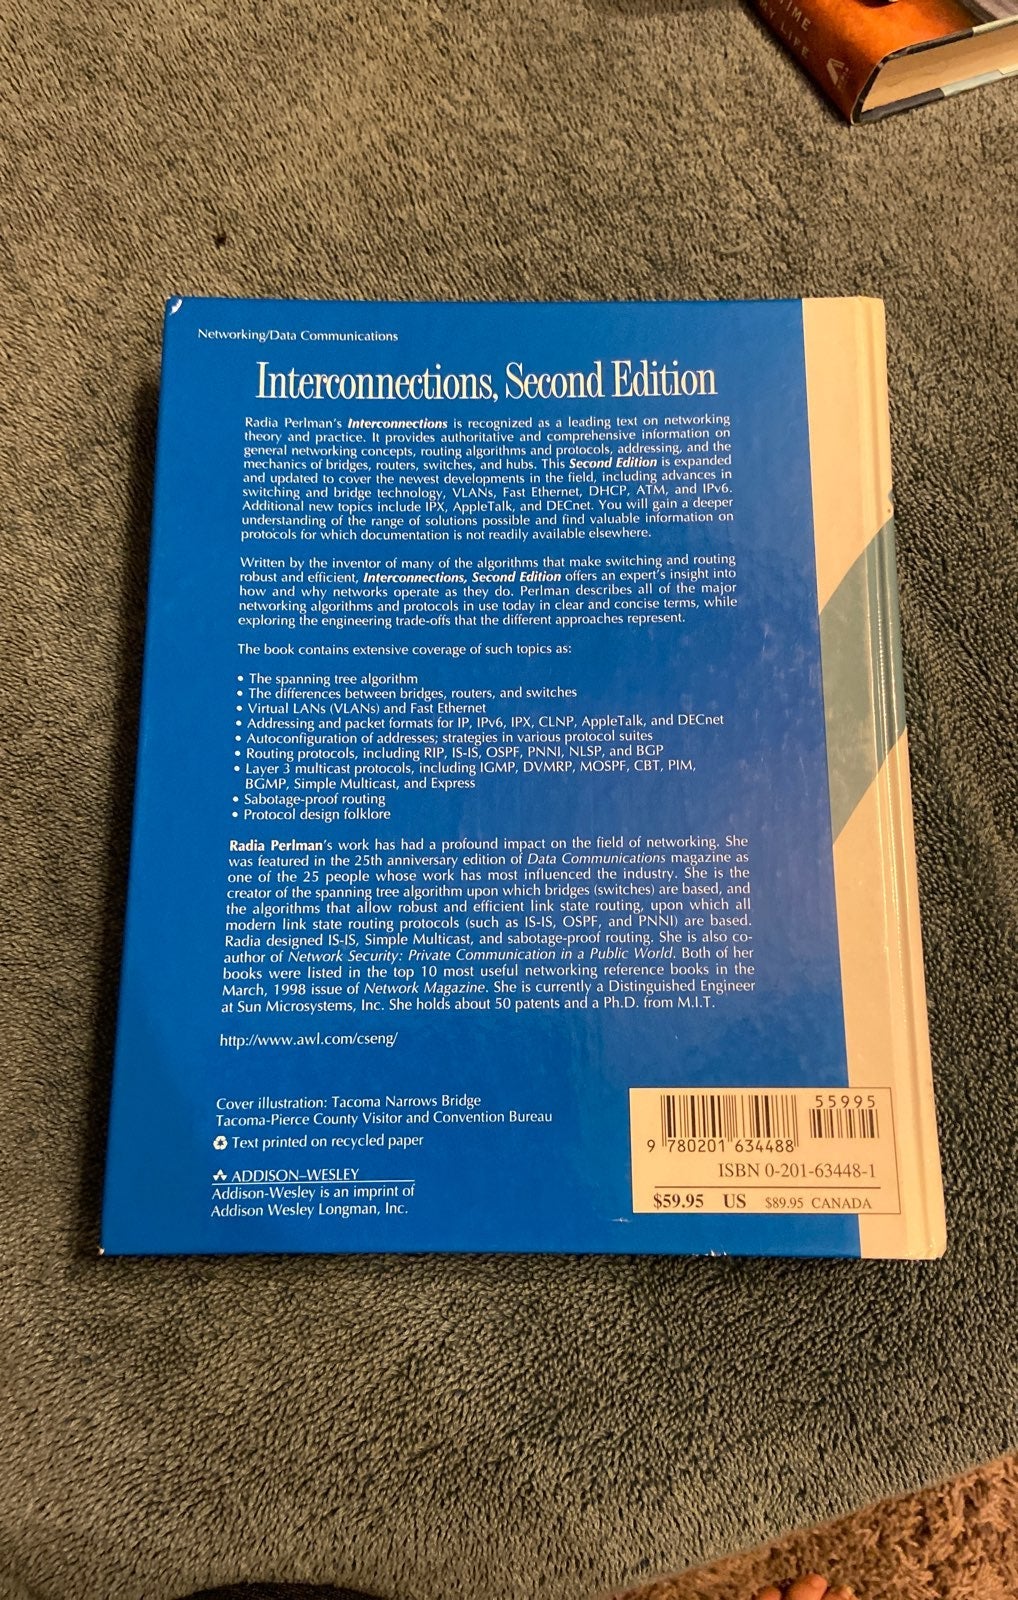 TIME
MY LIFE
Networking/Data Communications
Interconnections, Second Edition
Radia Perlman's Interconnections is recognized as a leading text on networking
theory and practice. It provides authoritative and comprehensive information on
general networking concepts, routing algorithms and protocols, addressing, and the
mechanics of bridges, routers, switches, and hubs. This Second Edition is expanded
and updated to cover the newest developments in the field, including advances in
switching and bridge technology, VLANs, Fast Ethernet, DHCP, ATM, and IPv6.
Additional new topics include IPX, AppleTalk, and DECnet. You will gain a deeper
understanding of the range of solutions possible and find valuable information on
protocols for which documentation is not readily available elsewhere.
Written by the inventor of many of the algorithms that make switching and routing
robust and efficient, Interconnections, Second Edition offers an expert's insight into
how and why networks operate as they do. Perlman describes all of the major
networking algorithms and protocols in use today in clear and concise terms, while
exploring the engineering trade-offs that the different approaches represent.
The book contains extensive coverage of such topics as:
• The spanning tree algorithm
• The differences between bridges, routers, and switches
• Virtual LANs (VLANs) and Fast Ethernet
• Addressing and packet formats for IP, IPv6, IPX, CLNP, AppleTalk, and DECnet
• Autoconfiguration of addresses; strategies in various protocol suites
• Routing protocols, including RIP, IS-IS, OSPF, PNNI, NLSP, and BGP
• Layer 3 multicast protocols, including IGMP, DVMRP, MOSPF, CBT, PIM,
BGMP, Simple Multicast, and Express
• Sabotage-proof routing
• Protocol design folklore
Radia Perlman's work has had a profound impact on the field of networking. She
was featured in the 25th anniversary edition of Data Communications magazine as
one of the 25 people whose work has most influenced the industry. She is the
creator of the spanning tree algorithm upon which bridges (switches) are based, and
the algorithms that allow robust and efficient link state routing, upon which all
modern link state routing protocols (such as IS-IS, OSPF, and PNNI) are based.
Radia designed IS-IS, Simple Multicast, and sabotage-proof routing. She is also co-
author of Network Security: Private Communication in a Public World. Both of her
books were listed in the top 10 most useful networking reference books in the
March, 1998 issue of Network Magazine. She is currently a Distinguished Engineer
at Sun Microsystems, Inc. She holds about 50 patents and a Ph.D. from M.I.T.
http://www.awl.com/cseng/
Cover illustration: Tacoma Narrows Bridge
Tacoma-Pierce County Visitor and Convention Bureau
Text printed on recycled paper
ADDISON–WESLEY
Addison-Wesley is an imprint of
Addison Wesley Longman, Inc.
55995
9 780201 634488
ISBN 0-201-63448-1
$59.95 US $89.95 CANADA